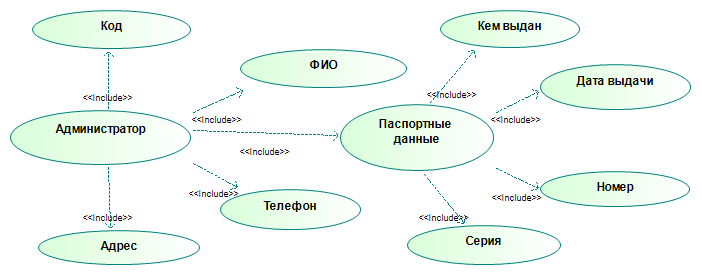 Код
Кем выдан
ФИО
Дата выдачи
<<Include>>
<<Include>>
<<Include>>
<<Include>>
Администратор
Паспортные
данные
<<Include>>
<<Include>>
<<Include>>
Номер
Телефон
<<Include>>
<<Include>>
Адрес
Серия